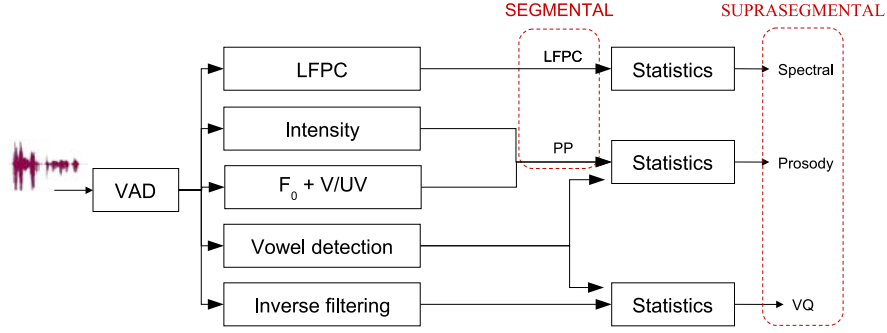 SEGMENTAL
SUPRASEGMENTAL
LFPC
LFPC
Statistics
Spectral
Intensity
PP
Statistics
Prosody
VAD
F0 + V/UV
Vowel detection
Inverse filtering
Statistics
VQ